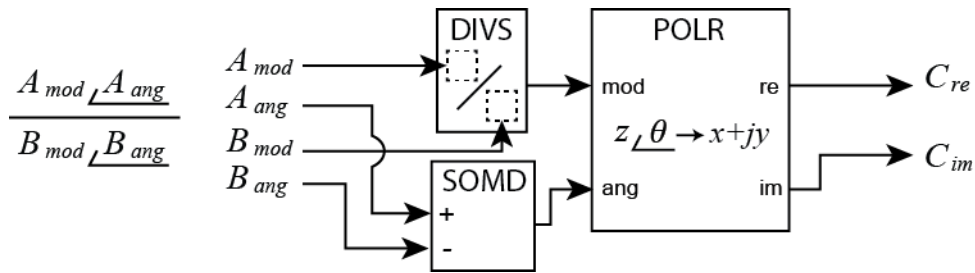 A mod∠A ang
B mod∠B ang
A mod
A ang
B mod
B ang
DIVS
SOMD
+
-
POLR
mod re
z∠θ→x+jy
ang im
C re
C im